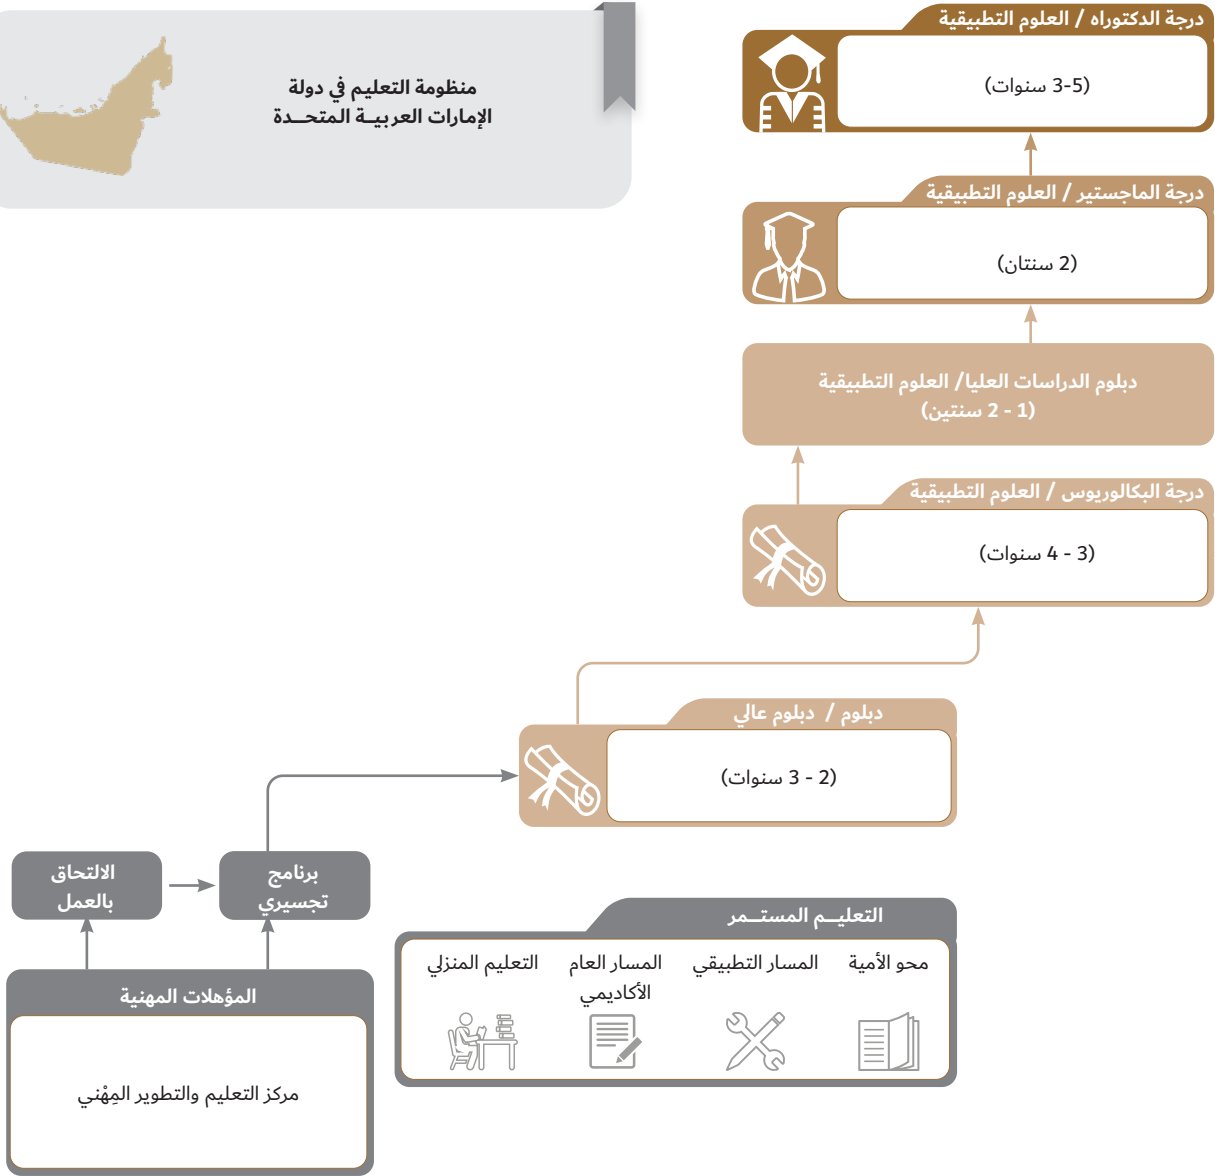 منظومة التعليم في دولة
الإمارات العربيــة المتحــدة
درجة الدكتوراه / العلوم التطبيقية
(3-5 سنوات)
درجة الماجستير / العلوم التطبيقية
(2 سنتان)
دبلوم الدراسات العليا/ العلوم التطبيقية
(1 - 2 سنتين)
درجة البكالوريوس / العلوم التطبيقية
(3 - 4 سنوات)
دبلوم / دبلوم عالي
(2 - 3 سنوات)
برنامج
تجسيري
الالتحاق
بالعمل
التعليــم المستــمر
محو الأمية
المسار التطبيقي
المسار العام
الأكاديمي
التعليم المنزلي
المؤهلات المهنية
مركز التعليم والتطوير المِهْني